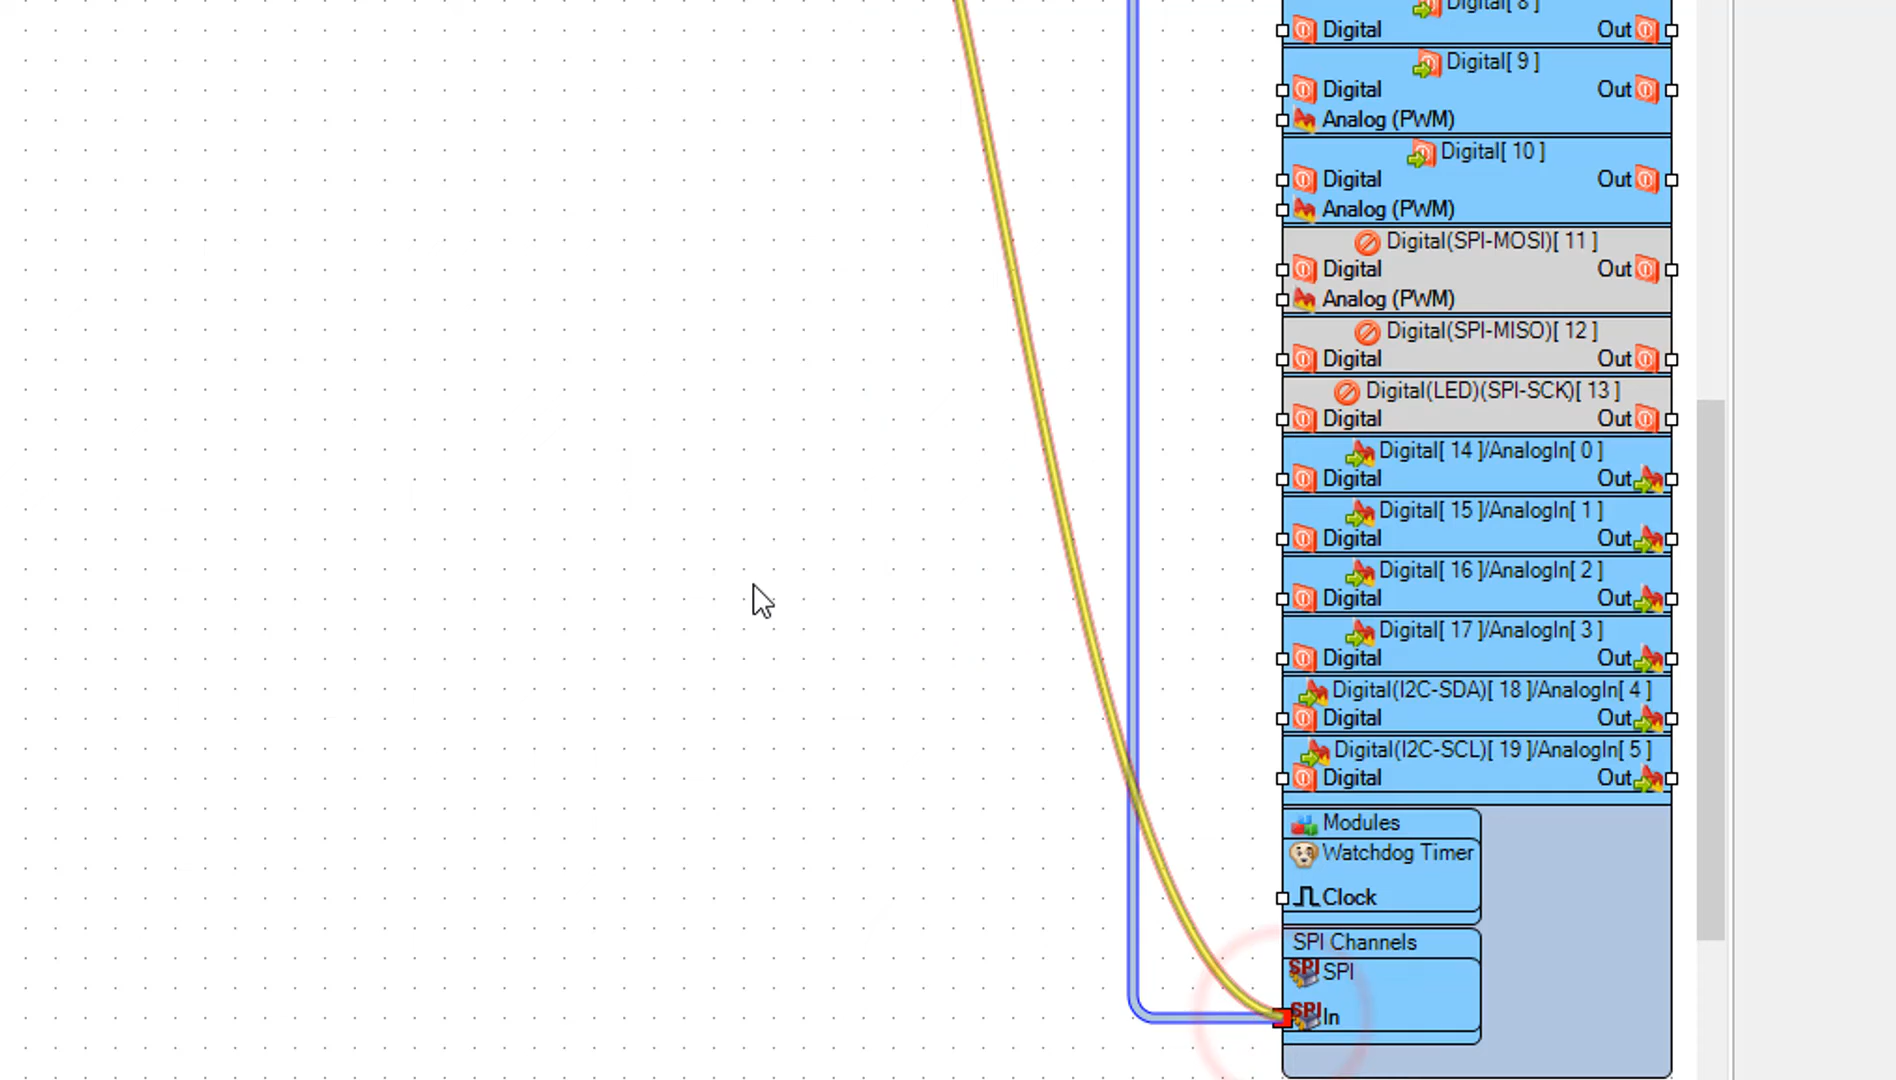 Digital[ 8 ]
Digital Out
Digital[ 9 ]
Digital Out
Analog (PWM)
Digital[ 10 ]
Digital Out
Analog (PWM)
Digital(SPI-MOSI)[ 11 ]
Digital Out
Analog (PWM)
Digital(SPI-MISO)[ 12 ]
Digital Out
Digital(LED)(SPI-SCK)[ 13 ]
Digital Out
Digital[ 14 ]/AnalogIn[ 0 ]
Digital Out
Digital[ 15 ]/AnalogIn[ 1 ]
Digital Out
Digital[ 16 ]/AnalogIn[ 2 ]
Digital Out
Digital[ 17 ]/AnalogIn[ 3 ]
Digital Out
Digital(I2C-SDA)[ 18 ]/AnalogIn[ 4 ]
Digital Out
Digital(I2C-SCL)[ 19 ]/AnalogIn[ 5 ]
Digital Out
Modules
Watchdog Timer
Clock
SPI Channels
SPI SPI
SPI In